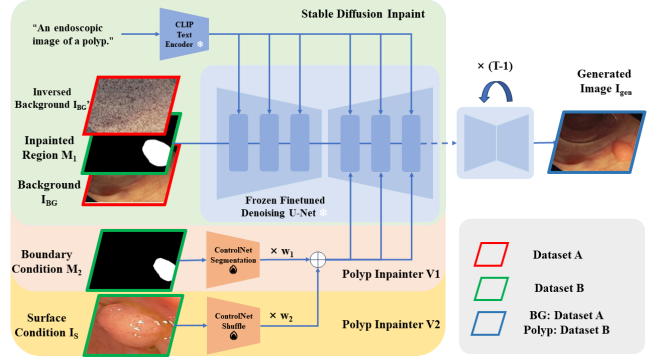 Stable Diffusion Inpaint
"An endoscopic
image of a polyp."
CLIP
Text
Encoder
× (T-1)
Generated
Image I_gen
Inversed
Background I_BG'
Inpainted
Region M_1
Background
I_BG
Frozen Finetuned
Denoising U-Net
Boundary
Condition M_2
ControlNet
Segmentation
× w_1
Polyp Inpainter V1
Surface
Condition I_S
ControlNet
Shuffle
× w_2
Polyp Inpainter V2
Dataset A
Dataset B
BG: Dataset A
Polyp: Dataset B